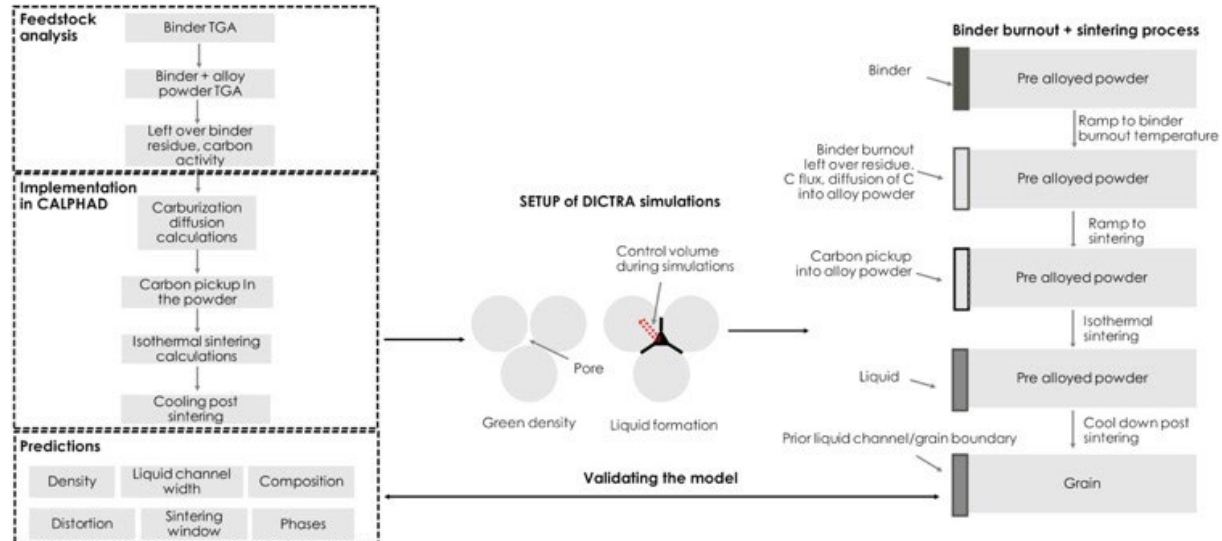 Feedstock
analysis
Binder TGA
Binder + alloy
powder TGA
Left over binder
residue, carbon
activity
Implementation
in CALPHAD
Carburization
diffusion
calculations
Carbon pickup In
the powder
Isothermal sintering
calculations
Cooling post
sintering
Predictions
Density
Liquid channel
width
Composition
Distortion
Sintering
window
Phases
SETUP of DICTRA simulations
Control volume
during simulations
Pore
Green density
Liquid formation
Validating the model
Binder burnout + sintering process
Binder
Pre alloyed powder
Ramp to binder
burnout temperature
Binder burnout
left over residue,
C flux, diffusion of C
into alloy powder
Pre alloyed powder
Ramp to
sintering
Carbon pickup
into alloy powder
Pre alloyed powder
Isothermal
sintering
Liquid
Pre alloyed powder
Cool down post
sintering
Prior liquid channel/grain boundary
Grain